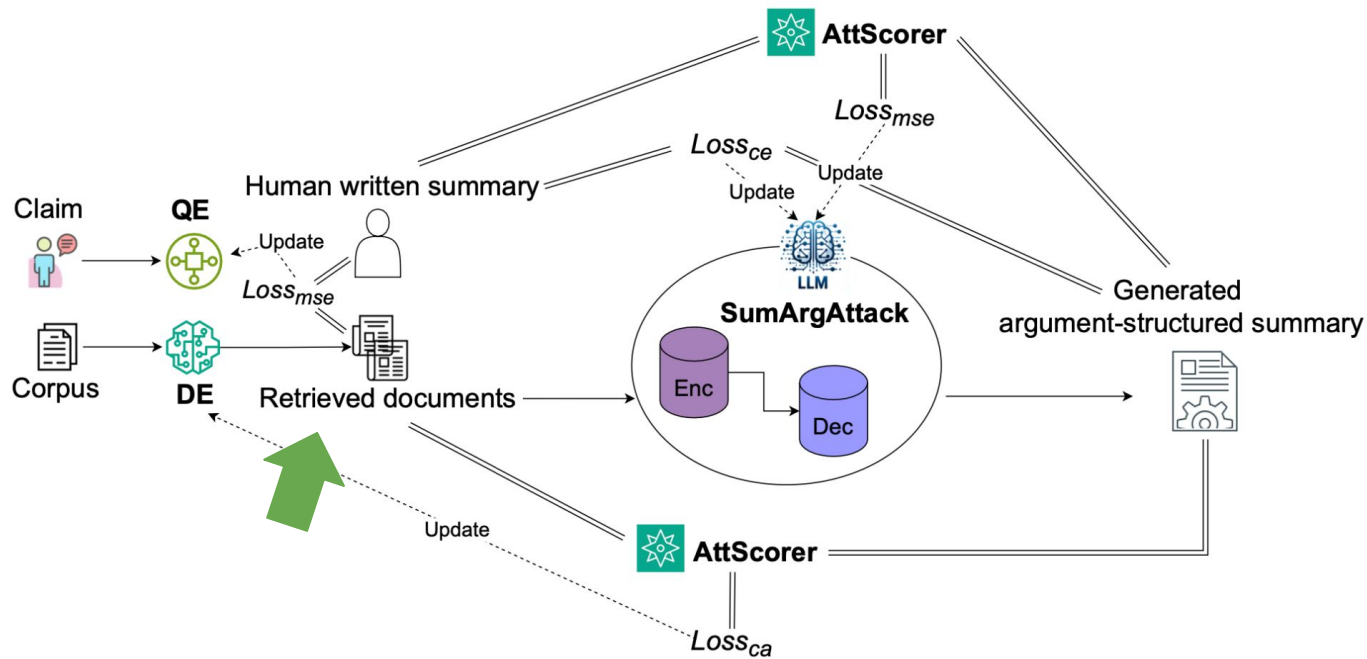 AttScorer
Loss_mse
Loss_ce
Update
Update
Human written summary
Claim
QE
Update
Loss_mse
LLM
SumArgAttack
Generated
argument-structured summary
Enc
Dec
Corpus
DE
Retrieved documents
Update
AttScorer
Loss_ca